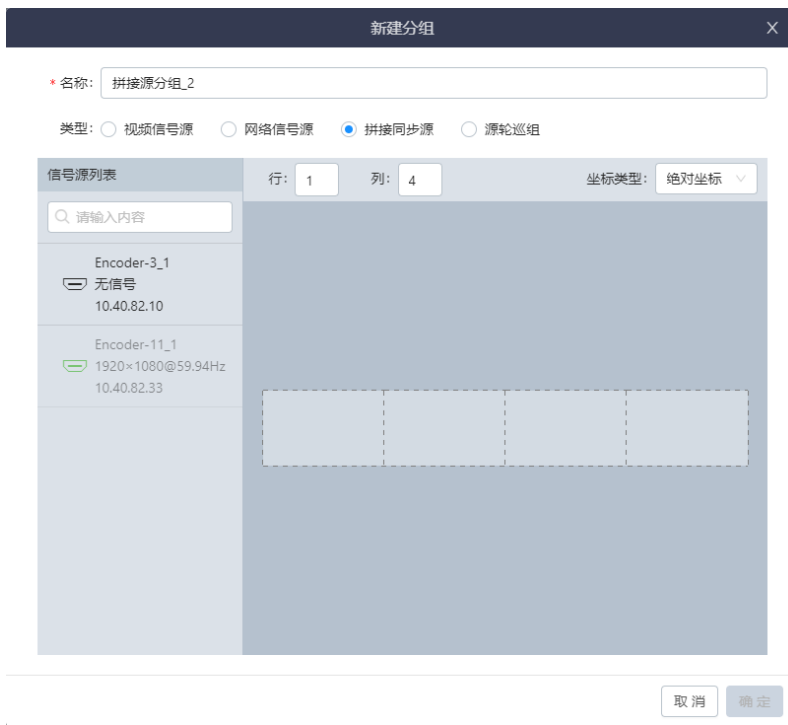 新建分组 X
* 名称： 拼接源分组_2
类型： 视频信号源 网络信号源 拼接同步源 源轮巡组
信号源列表 行： 1 列： 4 坐标类型： 绝对坐标
请输入内容
Encoder-3_1
无信号
10.40.82.10
Encoder-11_1
1920×1080@59.94Hz
10.40.82.33
取消 确定